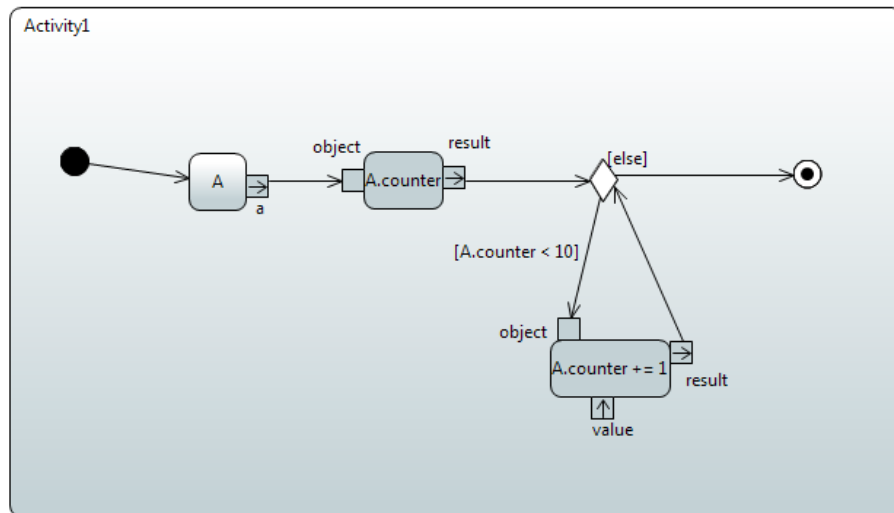 Activity1
object
result
[else]
A
A.counter
a
[A.counter < 10]
object
A.counter += 1
result
value